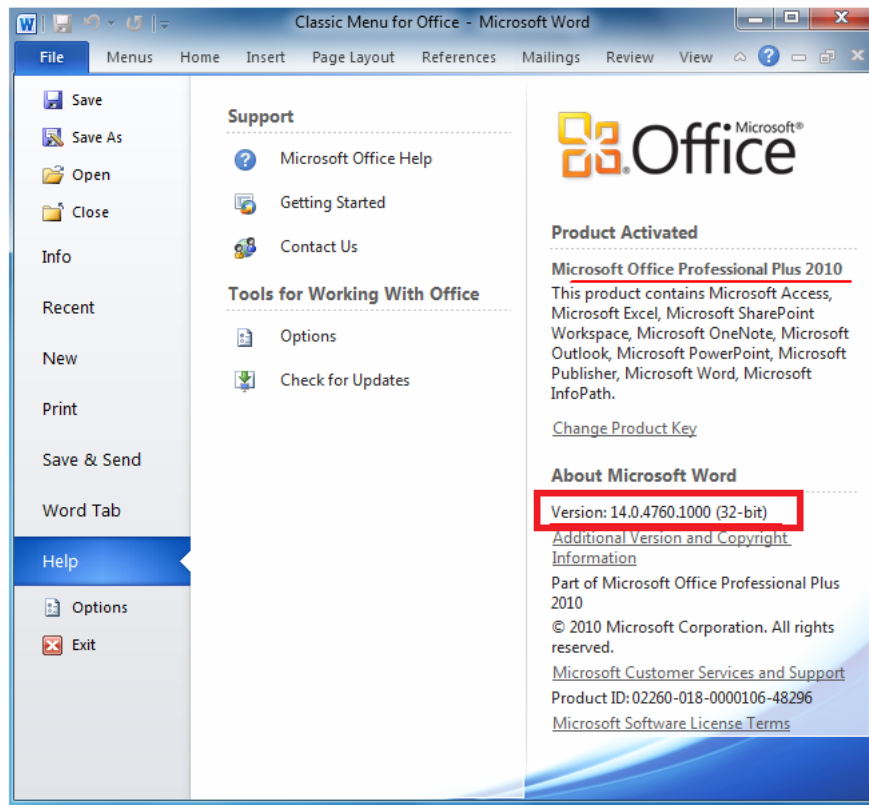 Classic Menu for Office - Microsoft Word
File Menus Home Insert Page Layout References Mailings Review View
Save
Save As
Open
Close
Info
Recent
New
Print
Save & Send
Word Tab
Help
Options
Exit
Support
Microsoft Office Help
Getting Started
Contact Us
Tools for Working With Office
Options
Check for Updates
Microsoft®
Office
Product Activated
Microsoft Office Professional Plus 2010
This product contains Microsoft Access,
Microsoft Excel, Microsoft SharePoint
Workspace, Microsoft OneNote, Microsoft
Outlook, Microsoft PowerPoint, Microsoft
Publisher, Microsoft Word, Microsoft
InfoPath.
Change Product Key
About Microsoft Word
Version: 14.0.4760.1000 (32-bit)
Additional Version and Copyright
Information
Part of Microsoft Office Professional Plus
2010
© 2010 Microsoft Corporation. All rights
reserved.
Microsoft Customer Services and Support
Product ID: 02260-018-0000106-48296
Microsoft Software License Terms